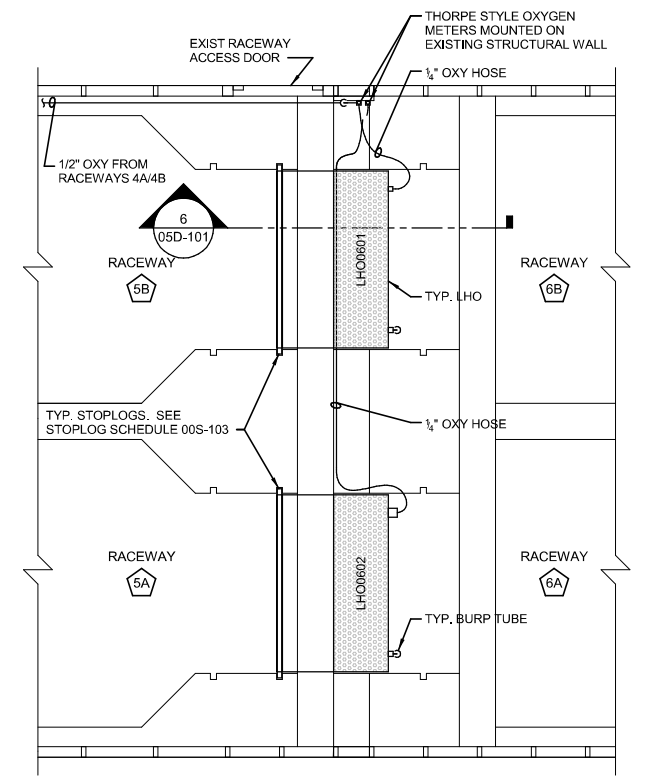 THORPE STYLE OXYGEN
METERS MOUNTED ON
EXISTING STRUCTURAL WALL
EXIST RACEWAY
ACCESS DOOR
¼" OXY HOSE
1/2" OXY FROM
RACEWAYS 4A/4B
6
05D-101
LHO0601
RACEWAY
5B
RACEWAY
6B
TYP. LHO
TYP. STOPLOGS. SEE
STOPLOG SCHEDULE 00S-103
¼" OXY HOSE
RACEWAY
5A
LHO0602
RACEWAY
6A
TYP. BURP TUBE